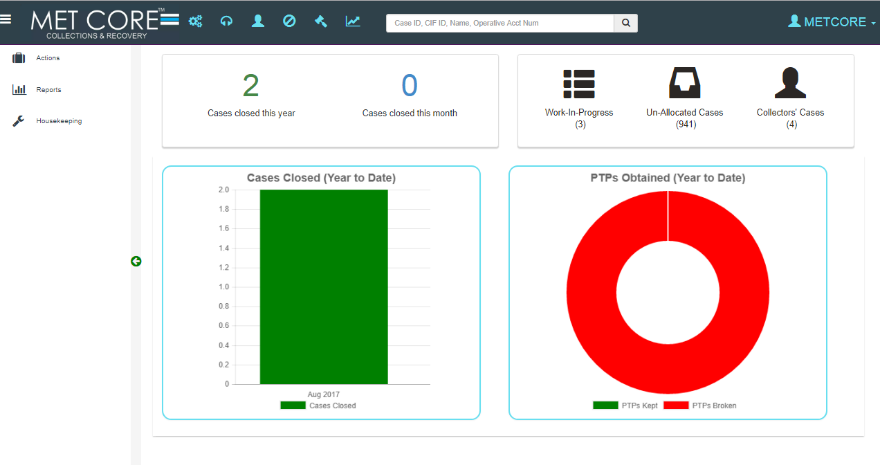 MET CORE™
COLLECTIONS & RECOVERY
Case ID, CIF ID, Name, Operative Acct Num
METCORE
Actions
Reports
Housekeeping
2
Cases closed this year
0
Cases closed this month
Work-In-Progress
(3)
Un-Allocated Cases
(941)
Collectors' Cases
(4)
Cases Closed (Year to Date)
2.0
1.8
1.6
1.4
1.2
1.0
0.8
0.6
0.4
0.2
0
Aug 2017
Cases Closed
PTPs Obtained (Year to Date)
PTPs Kept
PTPs Broken